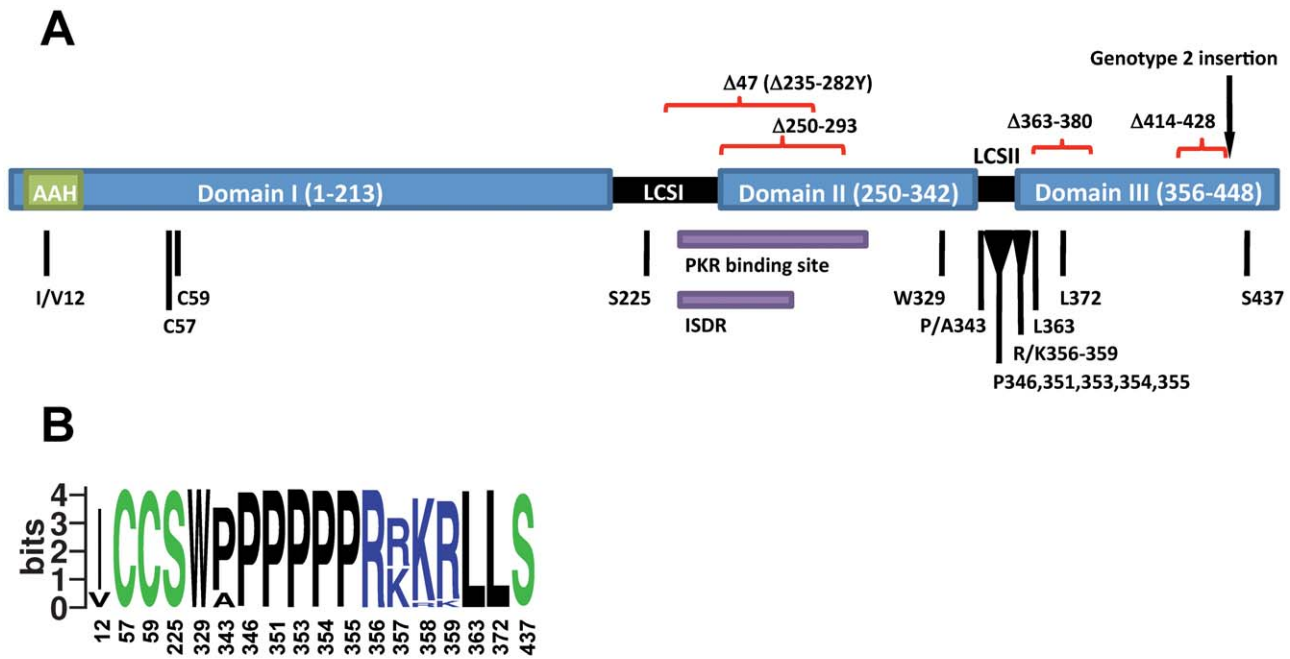 A
Genotype 2 insertion
Δ47 (Δ235-282Y)
Δ250-293
Δ363-380
Δ414-428
LCSII
AAH
Domain I (1-213)
LCSI
Domain II (250-342)
Domain III (356-448)
PKR binding site
I/V12
C59
S225
W329
L372
S437
C57
ISDR
P/A343
L363
R/K356-359
P346,351,353,354,355
B
bits
4
3
2
1
0
I C C S W P P P P P P R R K R L L S
V A K R K
12 57 59 225 329 343 346 351 353 354 355 356 357 358 359 363 372 437